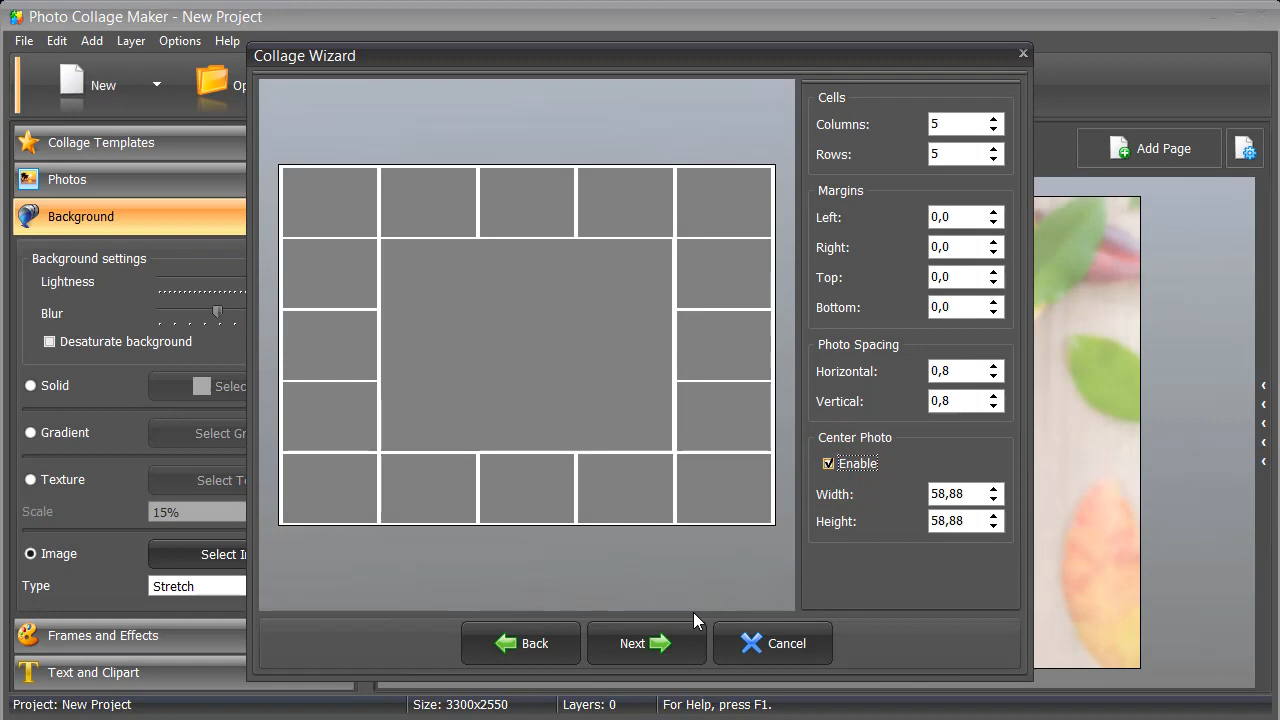 Photo Collage Maker - New Project
File Edit Add Layer Options Help
New
Collage Templates
Photos
Background
Background settings
Lightness
Blur
Desaturate background
Solid
Gradient
Texture
Scale 15%
Image
Type Stretch
Frames and Effects
Text and Clipart
Collage Wizard
Cells
Columns: 5
Rows: 5
Margins
Left: 0,0
Right: 0,0
Top: 0,0
Bottom: 0,0
Photo Spacing
Horizontal: 0,8
Vertical: 0,8
Center Photo
Enable
Width: 58,88
Height: 58,88
Back Next Cancel
Add Page
Project: New Project Size: 3300x2550 Layers: 0 For Help, press F1.